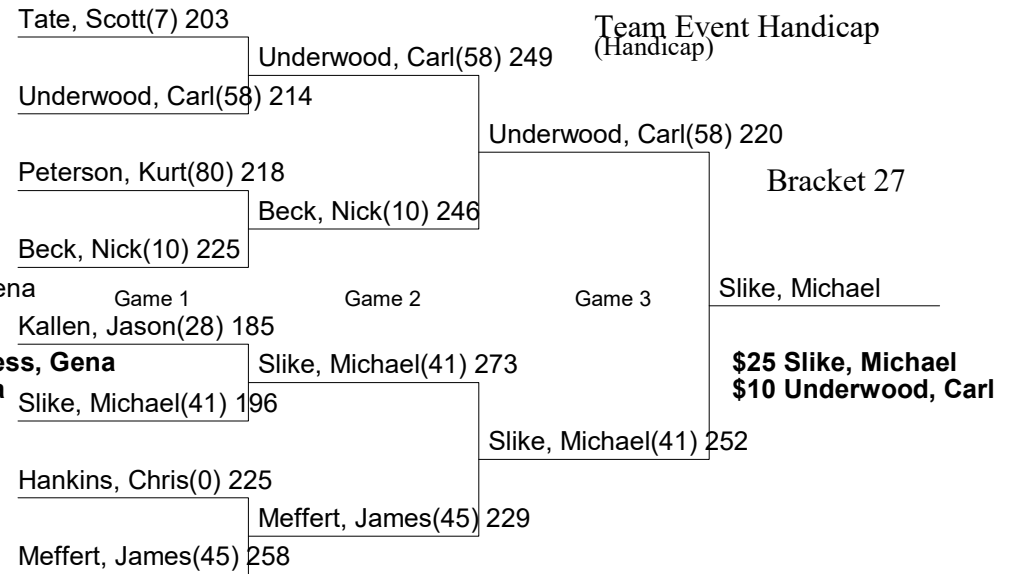 Tate, Scott(7) 203
Team Event Handicap
(Handicap)
Underwood, Carl(58) 249
Underwood, Carl(58) 214
Underwood, Carl(58) 220
Peterson, Kurt(80) 218
Bracket 27
Beck, Nick(10) 246
Beck, Nick(10) 225
ena
Game 1
Game 2
Game 3
Slike, Michael
Kallen, Jason(28) 185
ess, Gena
Slike, Michael(41) 273
$25 Slike, Michael
a
Slike, Michael(41) 196
$10 Underwood, Carl
Slike, Michael(41) 252
Hankins, Chris(0) 225
Meffert, James(45) 229
Meffert, James(45) 258